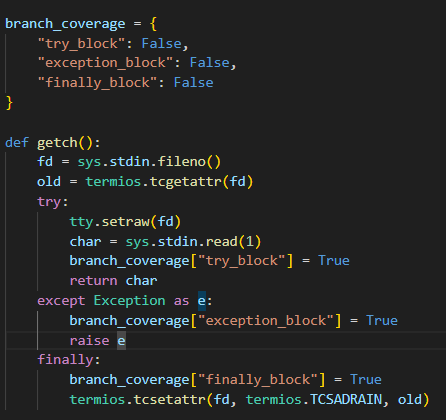 branch_coverage = {
    "try_block": False,
    "exception_block": False,
    "finally_block": False
}

def getch():
    fd = sys.stdin.fileno()
    old = termios.tcgetattr(fd)
    try:
        tty.setraw(fd)
        char = sys.stdin.read(1)
        branch_coverage["try_block"] = True
        return char
    except Exception as e:
        branch_coverage["exception_block"] = True
        raise e
    finally:
        branch_coverage["finally_block"] = True
        termios.tcsetattr(fd, termios.TCSADRAIN, old)